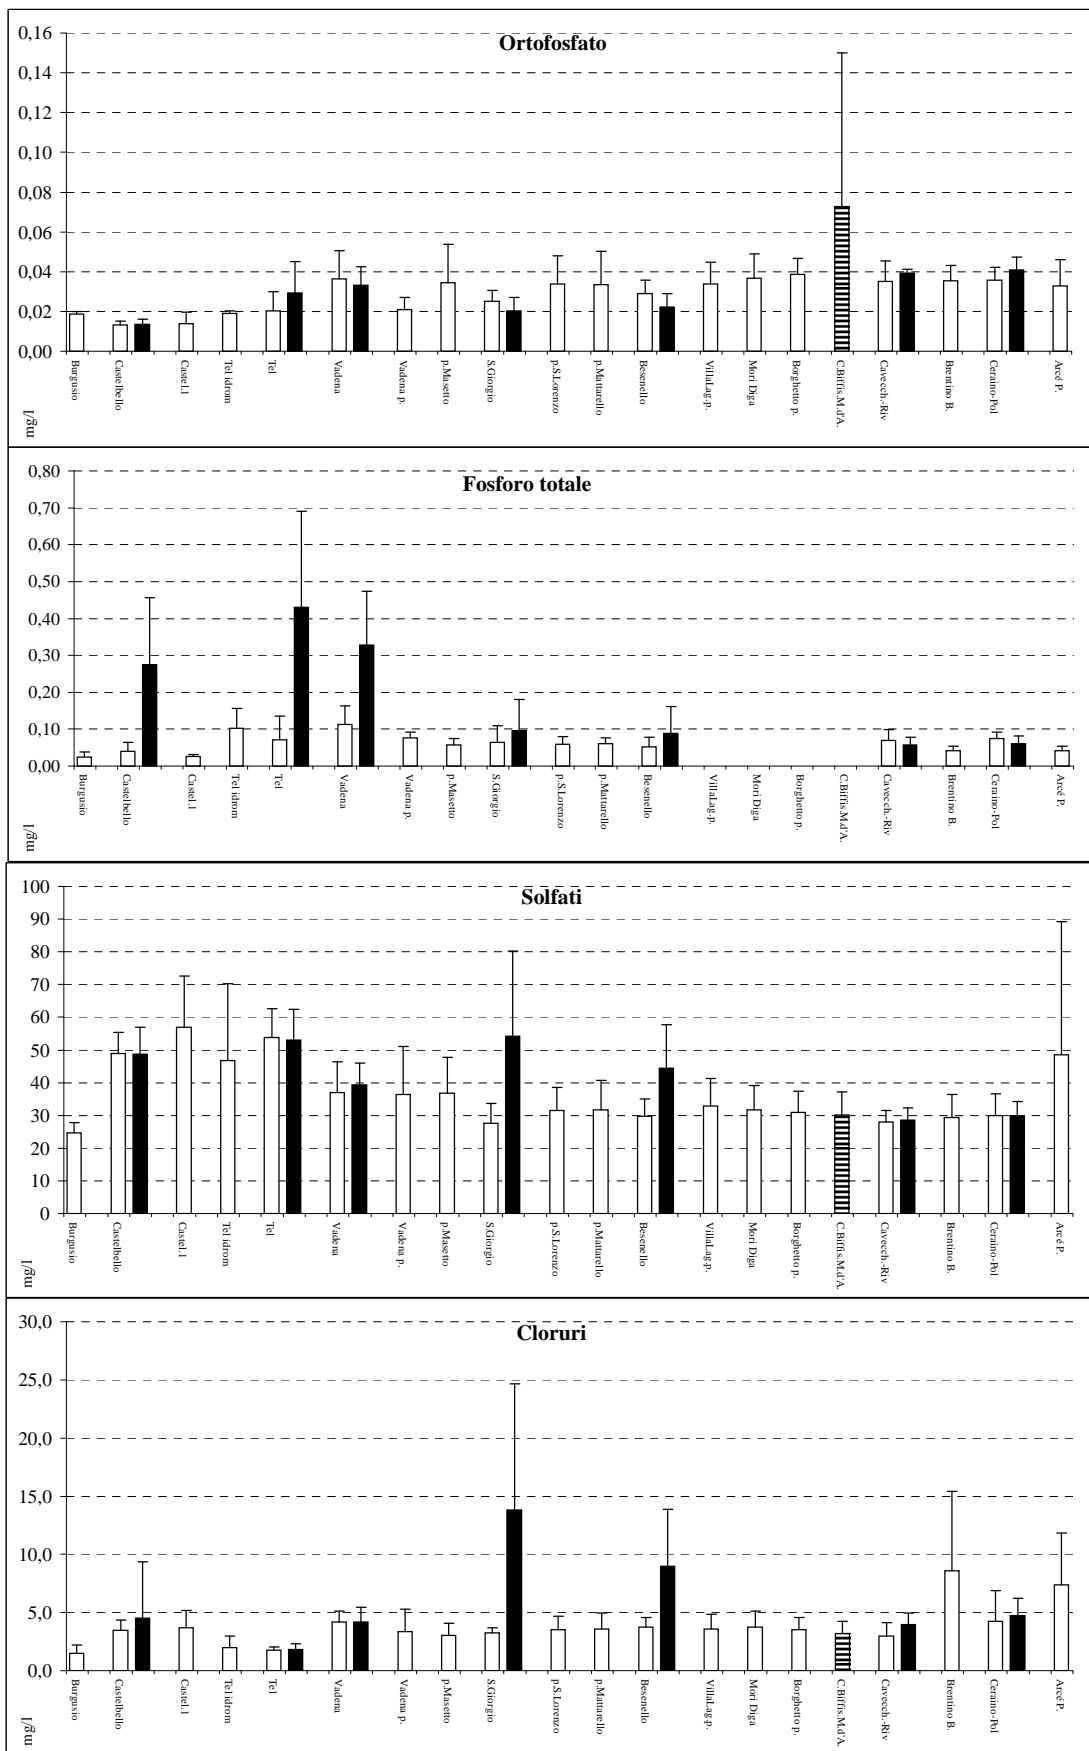 Ortofosfato
0,16
0,14
0,12
0,10
0,08
0,06
0,04
0,02
0,00
Burgusio
Castelbello
Castel.1
Tel idrom
Tel
Vadena
Vadena p.
p.Masetto
S.Giorgio
p.S.Lorenzo
p.Mattarello
Besenello
VillaLag.p.
Mori Diga
Borghetto p.
C.Biffis.M.d'A.
Cavecch.-Riv
Brentino B.
Ceraino-Pol
Arcé P.
mg/l
Fosforo totale
0,80
0,70
0,60
0,50
0,40
0,30
0,20
0,10
0,00
Burgusio
Castelbello
Castel.1
Tel idrom
Tel
Vadena
Vadena p.
p.Masetto
S.Giorgio
p.S.Lorenzo
p.Mattarello
Besenello
VillaLag.p.
Mori Diga
Borghetto p.
C.Biffis.M.d'A.
Cavecch.-Riv
Brentino B.
Ceraino-Pol
Arcé P.
mg/l
Solfati
100
90
80
70
60
50
40
30
20
10
0
Burgusio
Castelbello
Castel.1
Tel idrom
Tel
Vadena
Vadena p.
p.Masetto
S.Giorgio
p.S.Lorenzo
p.Mattarello
Besenello
VillaLag.p.
Mori Diga
Borghetto p.
C.Biffis.M.d'A.
Cavecch.-Riv
Brentino B.
Ceraino-Pol
Arcé P.
mg/l
Cloruri
30,0
25,0
20,0
15,0
10,0
5,0
0,0
Burgusio
Castelbello
Castel.1
Tel idrom
Tel
Vadena
Vadena p.
p.Masetto
S.Giorgio
p.S.Lorenzo
p.Mattarello
Besenello
VillaLag.p.
Mori Diga
Borghetto p.
C.Biffis.M.d'A.
Cavecch.-Riv
Brentino B.
Ceraino-Pol
Arcé P.
mg/l